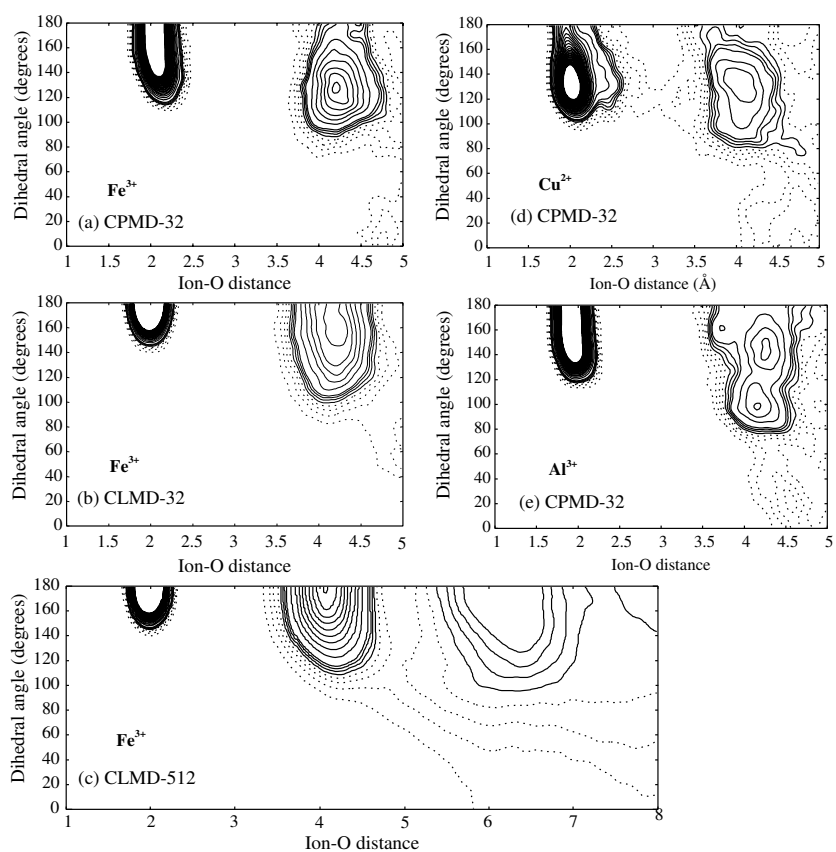 Dihedral angle (degrees)
180
160
140
120
100
80
60
40
20
0
Fe³⁺
(a) CPMD-32
1 1.5 2 2.5 3 3.5 4 4.5 5
Ion-O distance
Dihedral angle (degrees)
180
160
140
120
100
80
60
40
20
0
Cu²⁺
(d) CPMD-32
1 1.5 2 2.5 3 3.5 4 4.5 5
Ion-O distance (Å)
Dihedral angle (degrees)
180
160
140
120
100
80
60
40
20
0
Fe³⁺
(b) CLMD-32
1 1.5 2 2.5 3 3.5 4 4.5 5
Ion-O distance
Dihedral angle (degrees)
180
160
140
120
100
80
60
40
20
0
Al³⁺
(e) CPMD-32
1 1.5 2 2.5 3 3.5 4 4.5 5
Ion-O distance
Dihedral angle (degrees)
180
160
140
120
100
80
60
40
20
0
Fe³⁺
(c) CLMD-512
1 2 3 4 5 6 7 8
Ion-O distance